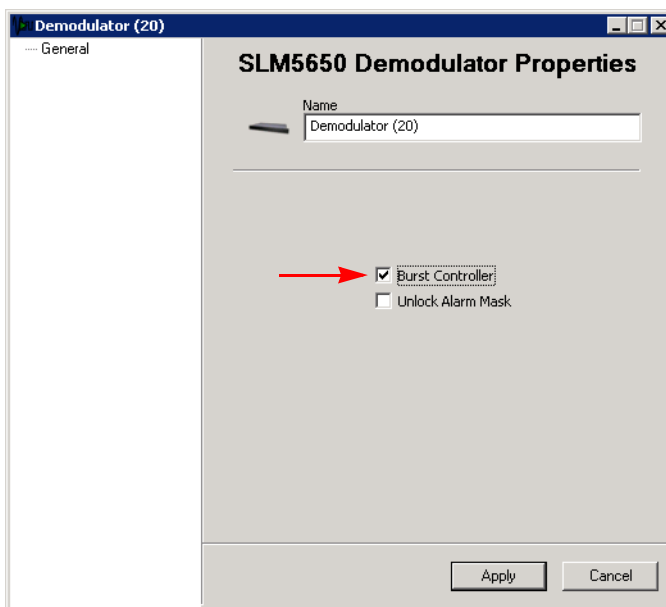 Demodulator (20)
General
SLM5650 Demodulator Properties
Name
Demodulator (20)
Burst Controller
Unlock Alarm Mask
Apply
Cancel